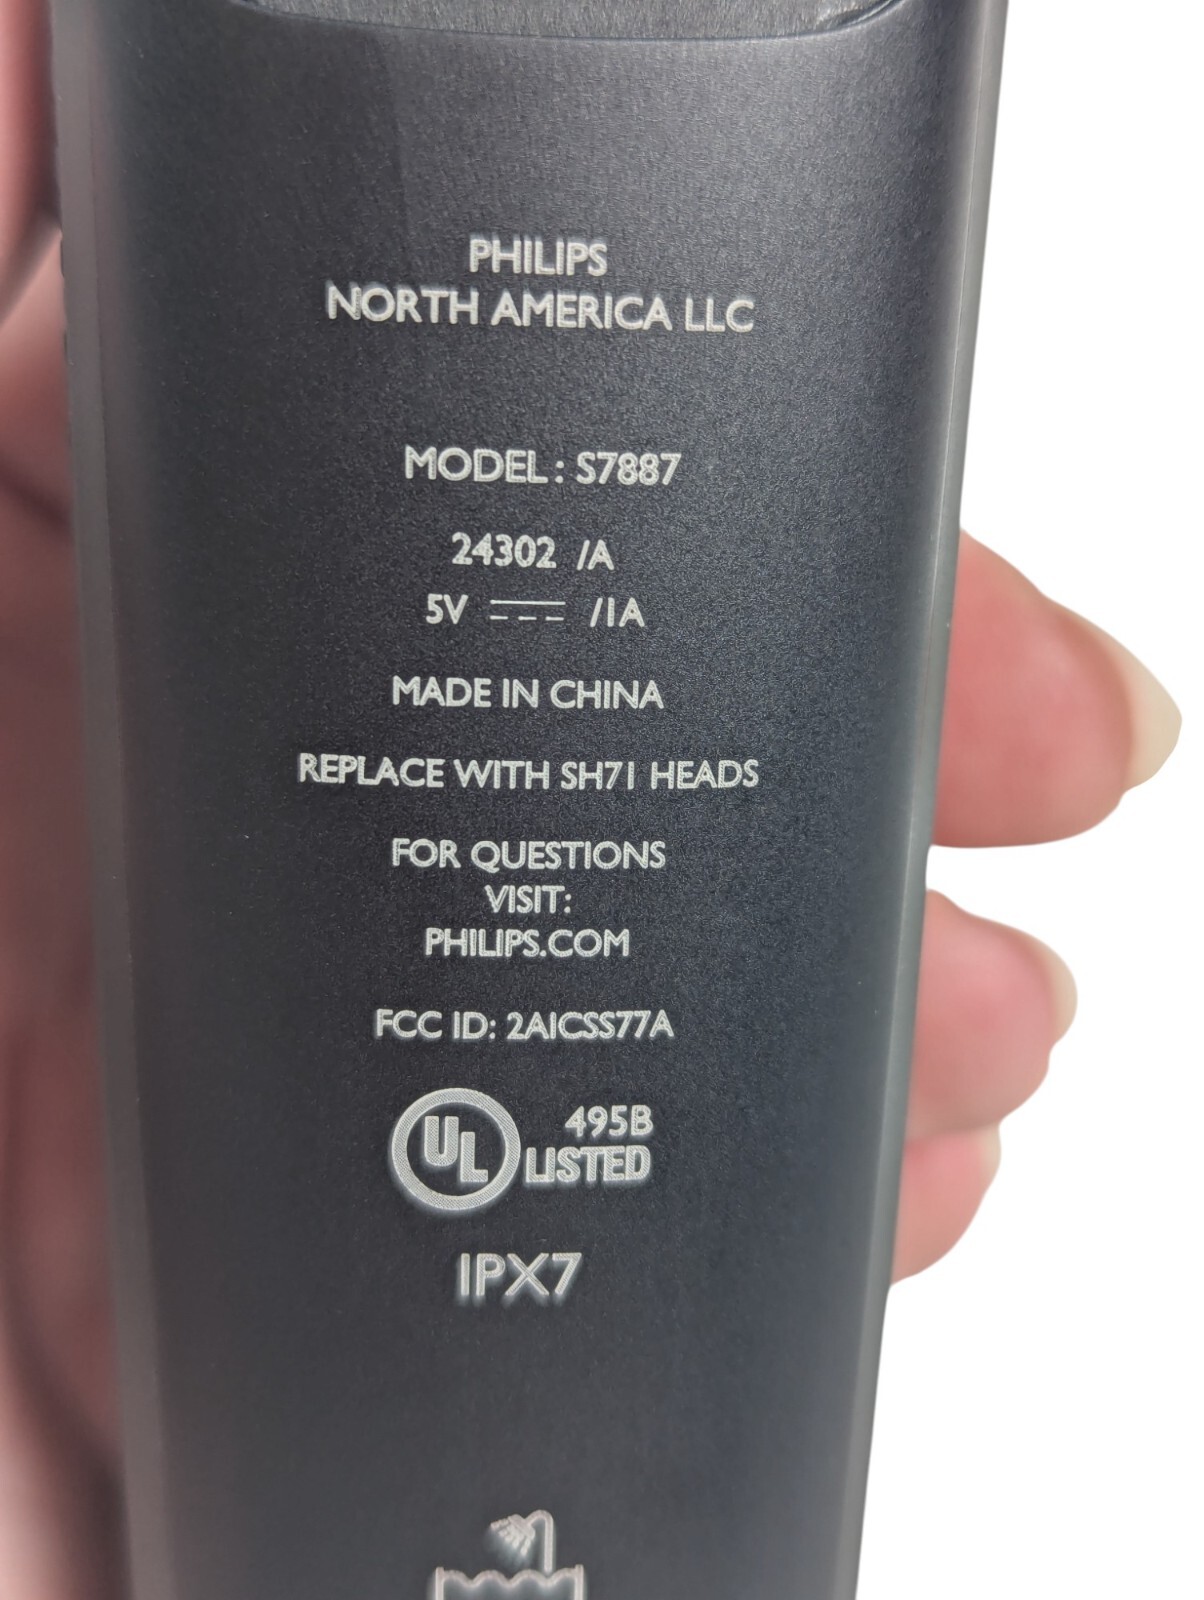 PHILIPS
NORTH AMERICA LLC
MODEL: S7887
24302 /A
5V ⎓ /1A
MADE IN CHINA
REPLACE WITH SH71 HEADS
FOR QUESTIONS
VISIT:
PHILIPS.COM
FCC ID: 2AICSS77A
UL 495B
LISTED
IPX7